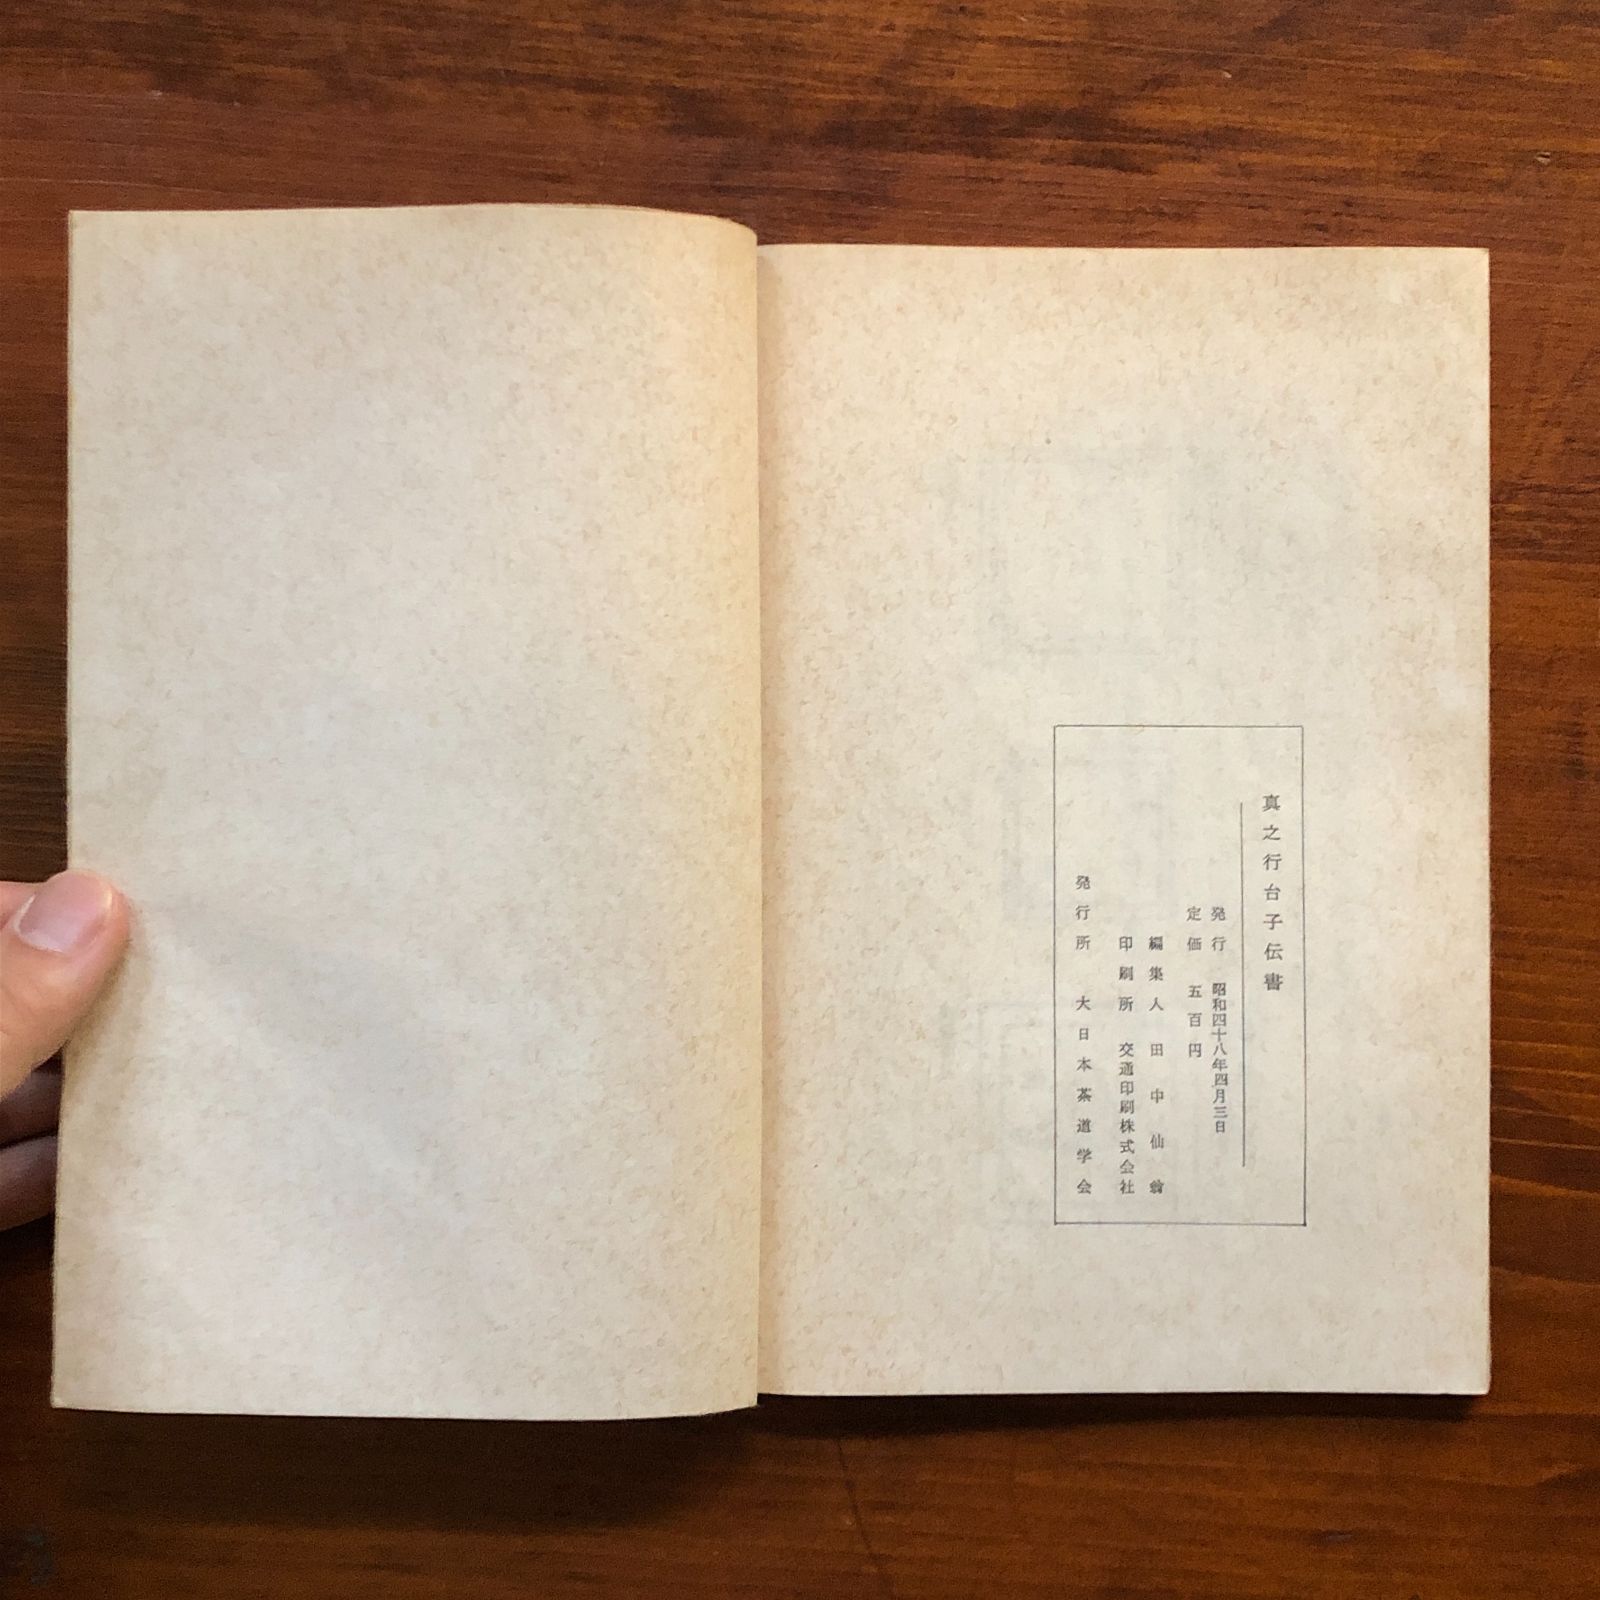 真之行台子伝書
発行 昭和四十八年四月三日
定価 五百円
編集人 田中仙翁
印刷所 交通印刷株式会社
発行所 大日本茶道学会